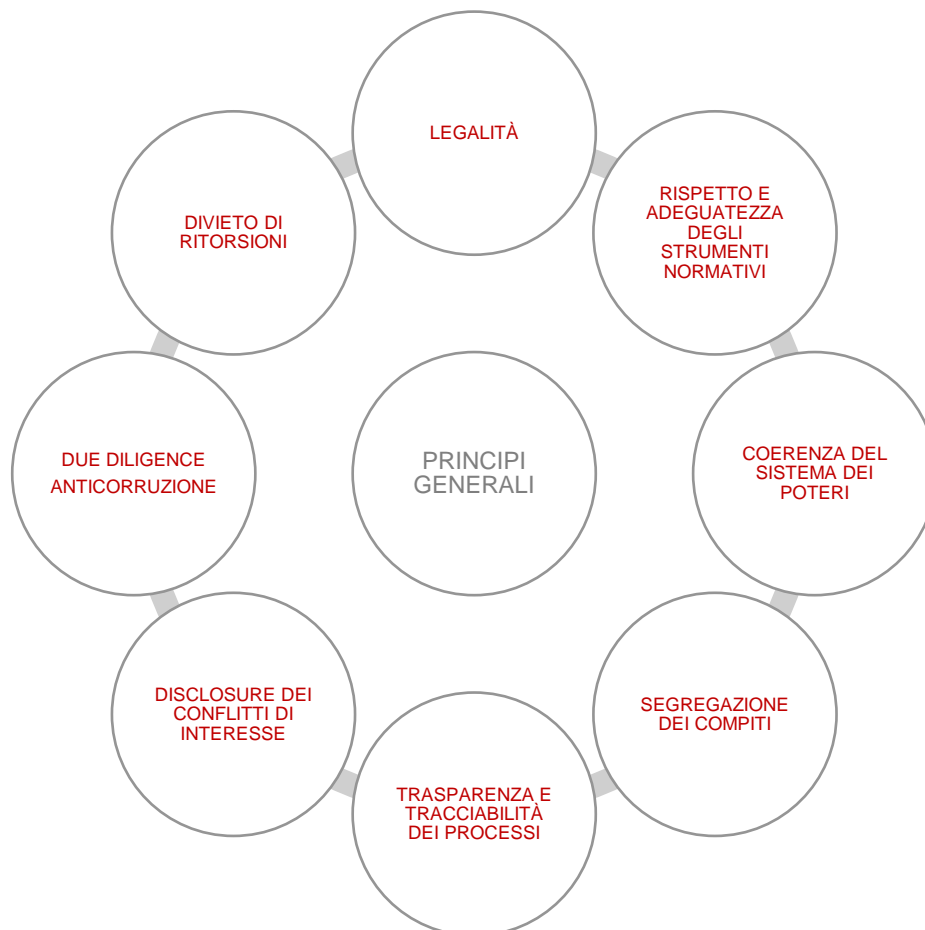 LEGALITÀ
RISPETTO E
ADEGUATEZZA
DEGLI
STRUMENTI
NORMATIVI
COERENZA DEL
SISTEMA DEI
POTERI
SEGREGAZIONE
DEI COMPITI
TRASPARENZA E
TRACCIABILITÀ
DEI PROCESSI
DISCLOSURE DEI
CONFLITTI DI
INTERESSE
DUE DILIGENCE
ANTICORRUZIONE
DIVIETO DI
RITORSIONI
PRINCIPI
GENERALI